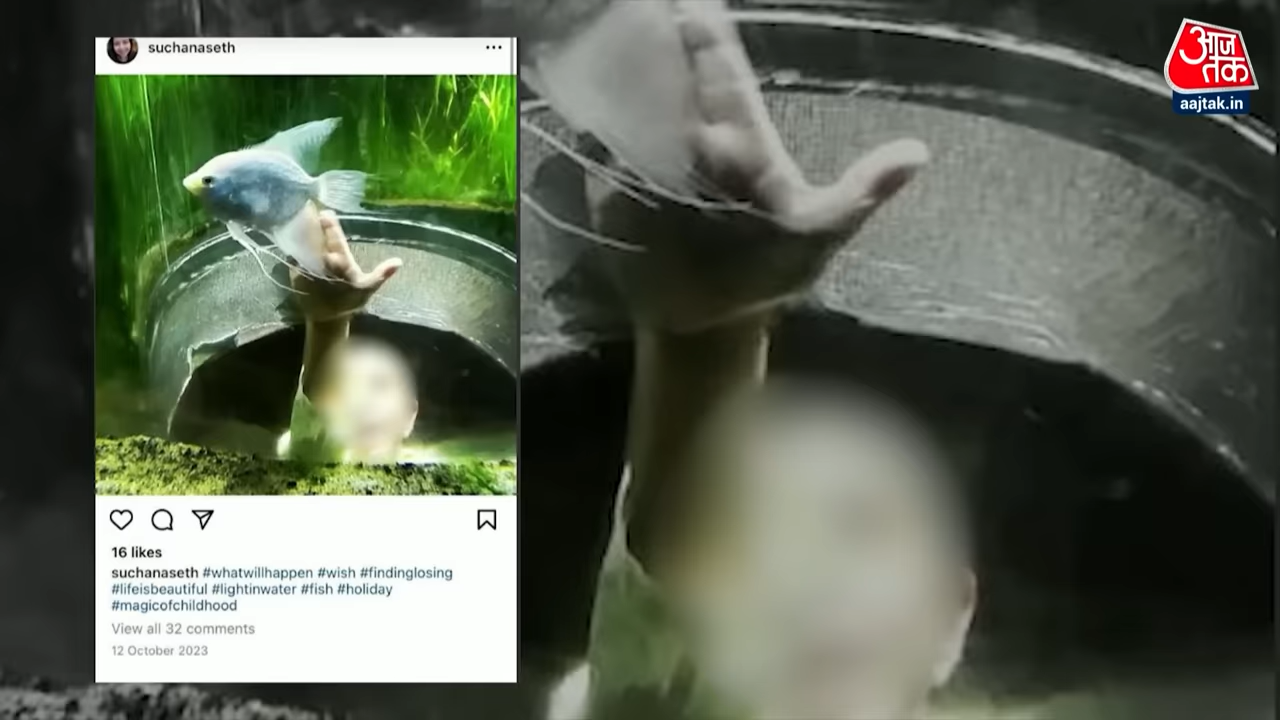 suchanaseth
आज
तक
aajtak.in
16 likes
suchanaseth #whatwillhappen #wish #findinglosing
#lifeisbeautiful #lightinwater #fish #holiday
#magicofchildhood
View all 32 comments
12 October 2023